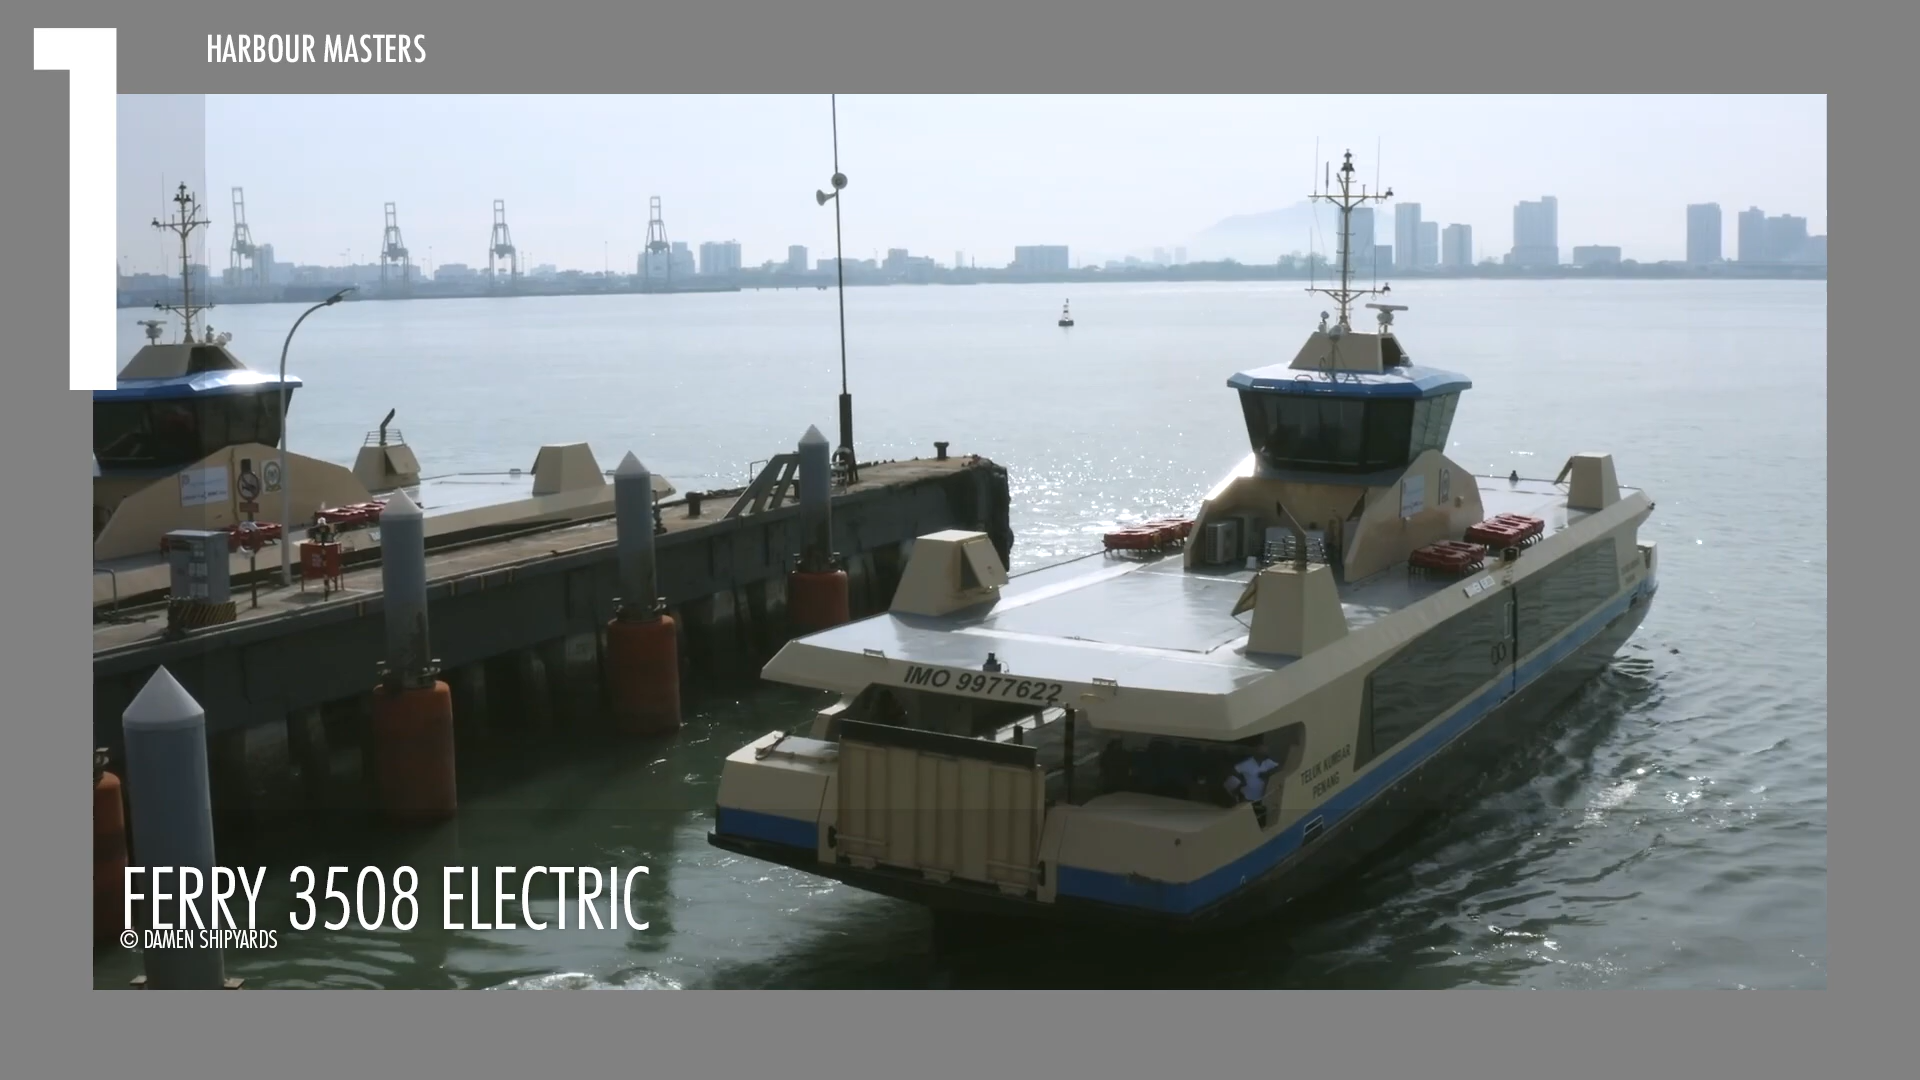 1
HARBOUR MASTERS
IMO 9977622
TELUK KUMBAR
PENANG
FERRY 3508 ELECTRIC
© DAMEN SHIPYARDS